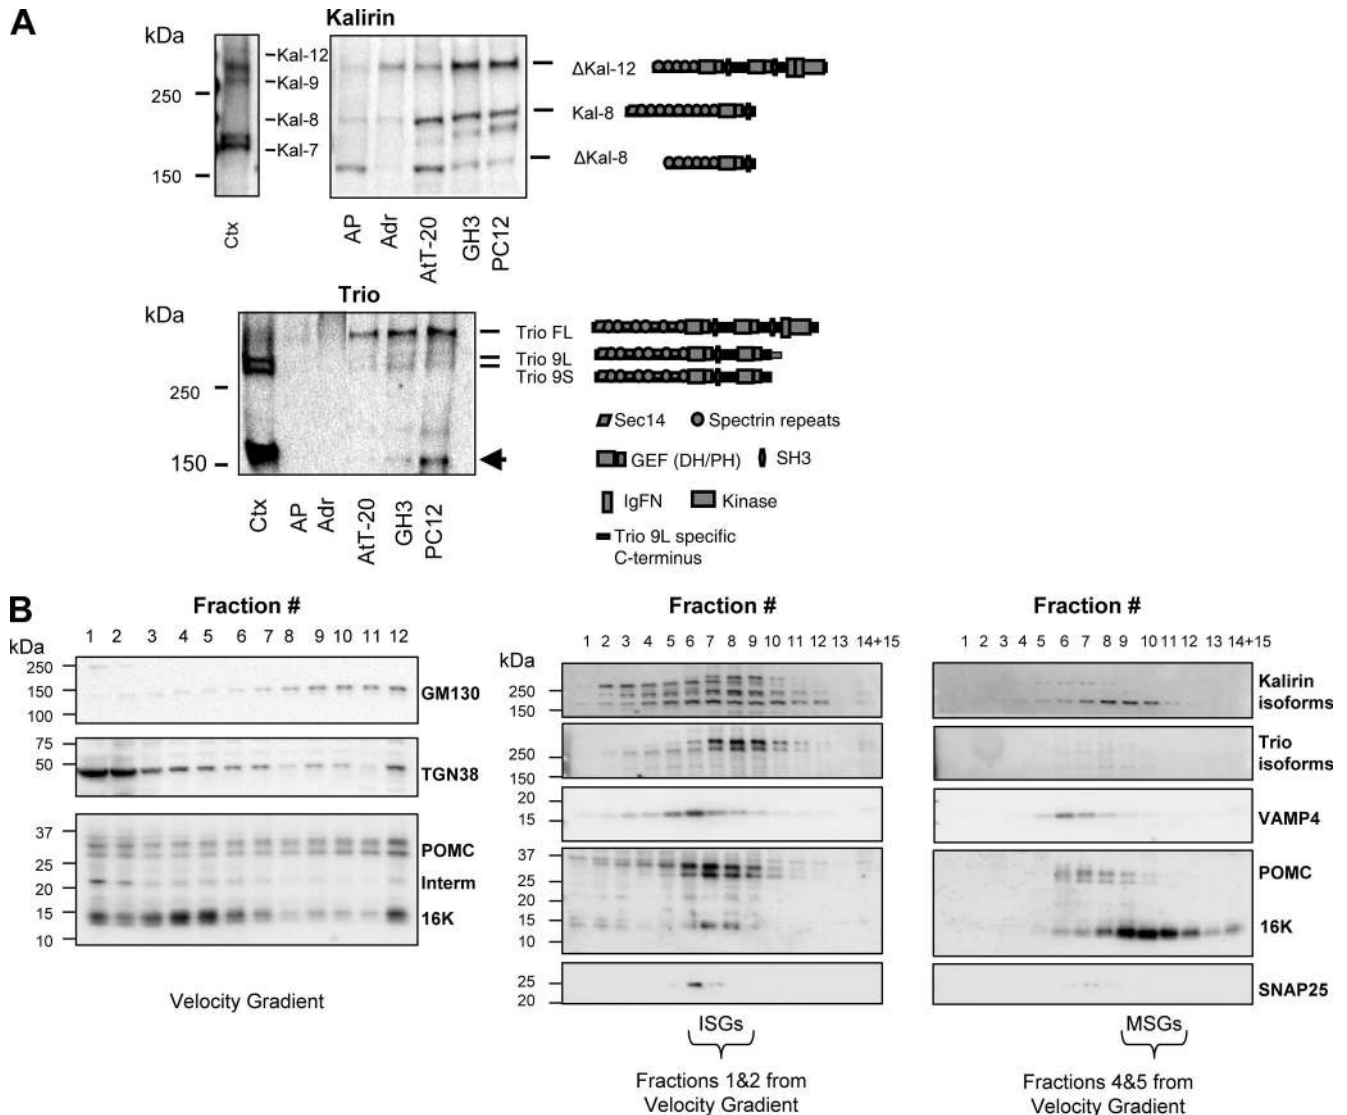 A
Kalirin
kDa
Kal-12
Kal-9
250
Kal-8
Kal-7
150
ΔKal-12
Kal-8
ΔKal-8
Ctx
AP
Adr
AtT-20
GH3
PC12
Trio
kDa
Trio FL
Trio 9L
Trio 9S
250
150
Sec14
Spectrin repeats
GEF (DH/PH)
SH3
IgFN
Kinase
Trio 9L specific
C-terminus
Ctx
AP
Adr
AtT-20
GH3
PC12
B
Fraction #
1 2 3 4 5 6 7 8 9 10 11 12
kDa
250
150
100
GM130
75
50
TGN38
37
25
20
15
10
POMC
Interm
16K
Velocity Gradient
Fraction #
1 2 3 4 5 6 7 8 9 10 11 12 13 14+15
kDa
250
150
250
150
20
15
37
25
20
15
10
25
20
ISGs
Fractions 1&2 from
Velocity Gradient
Fraction #
1 2 3 4 5 6 7 8 9 10 11 12 13 14+15
Kalirin
isoforms
Trio
isoforms
VAMP4
POMC
16K
SNAP25
MSGs
Fractions 4&5 from
Velocity Gradient